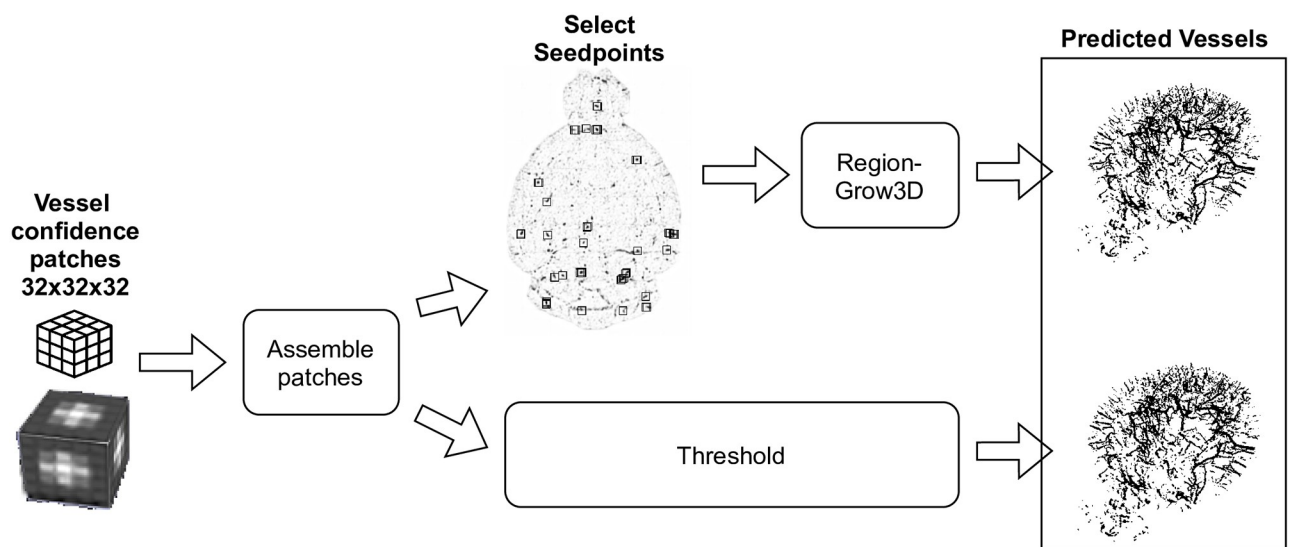 Vessel
confidence
patches
32x32x32
Assemble
patches
Select
Seedpoints
Region-
Grow3D
Threshold
Predicted Vessels